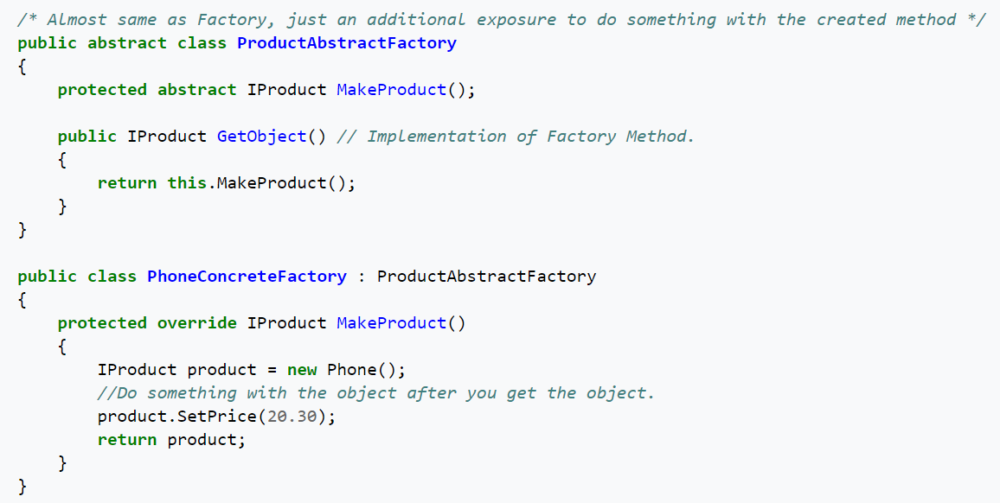 /* Almost same as Factory, just an additional exposure to do something with the created method */
public abstract class ProductAbstractFactory
{
    protected abstract IProduct MakeProduct();

    public IProduct GetObject() // Implementation of Factory Method.
    {
        return this.MakeProduct();
    }
}

public class PhoneConcreteFactory : ProductAbstractFactory
{
    protected override IProduct MakeProduct()
    {
        IProduct product = new Phone();
        //Do something with the object after you get the object.
        product.SetPrice(20.30);
        return product;
    }
}